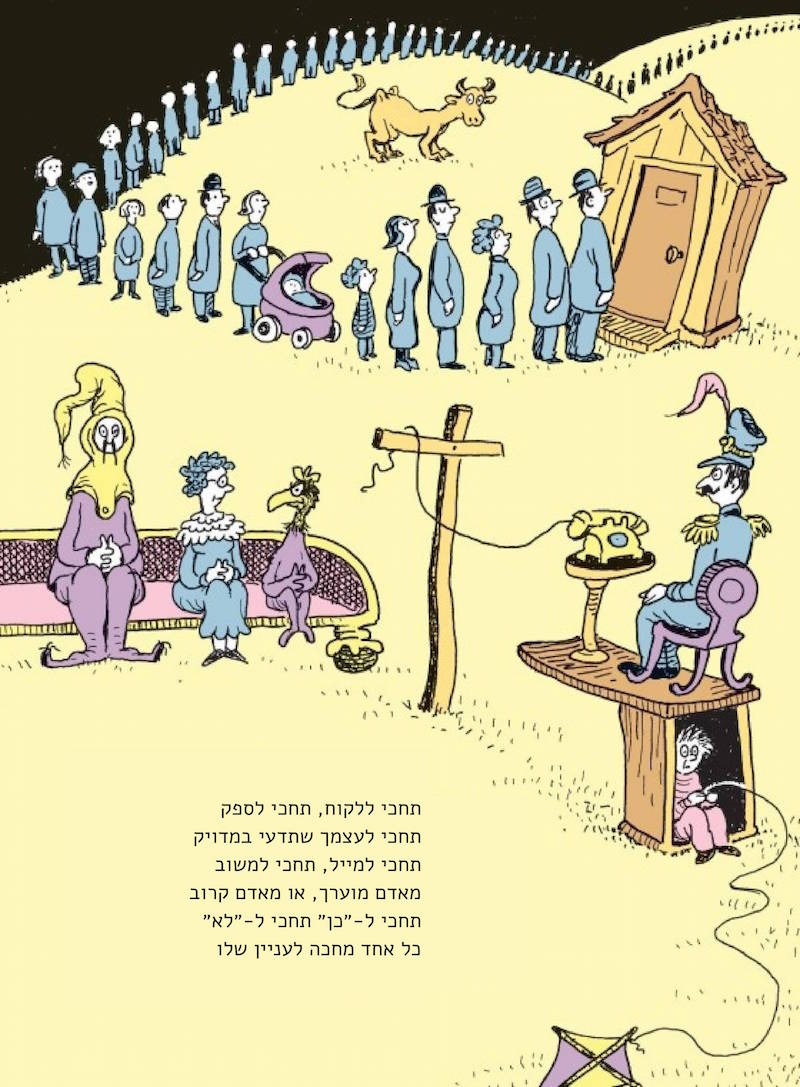 תחכי ללקוח, תחכי לספק
תחכי לעצמך שתדעי במדויק
תחכי למייל, תחכי למשוב
מאדם מוערך, או מאדם קרוב
תחכי ל-״כן״ תחכי ל-״לא״
כל אחד מחכה לעניין שלו